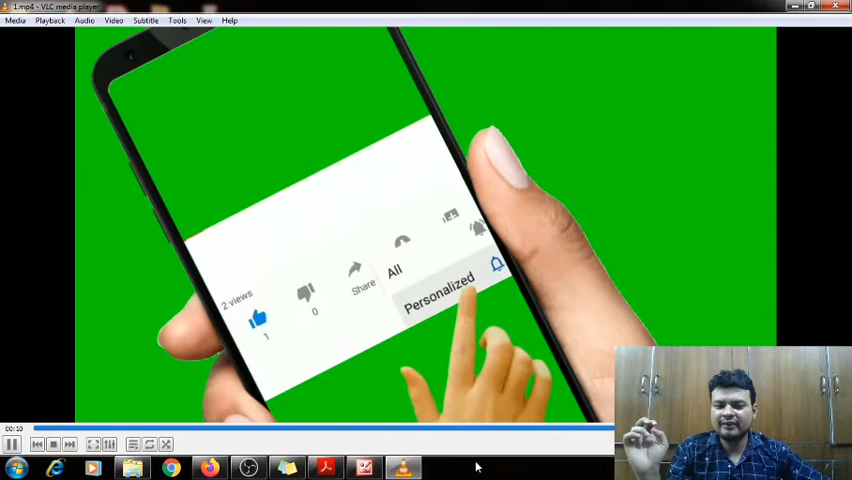 1.mp4 - VLC media player
Media Playback Audio Video Subtitle Tools View Help
2 views
1
0
Share
All
Personalized
00:10